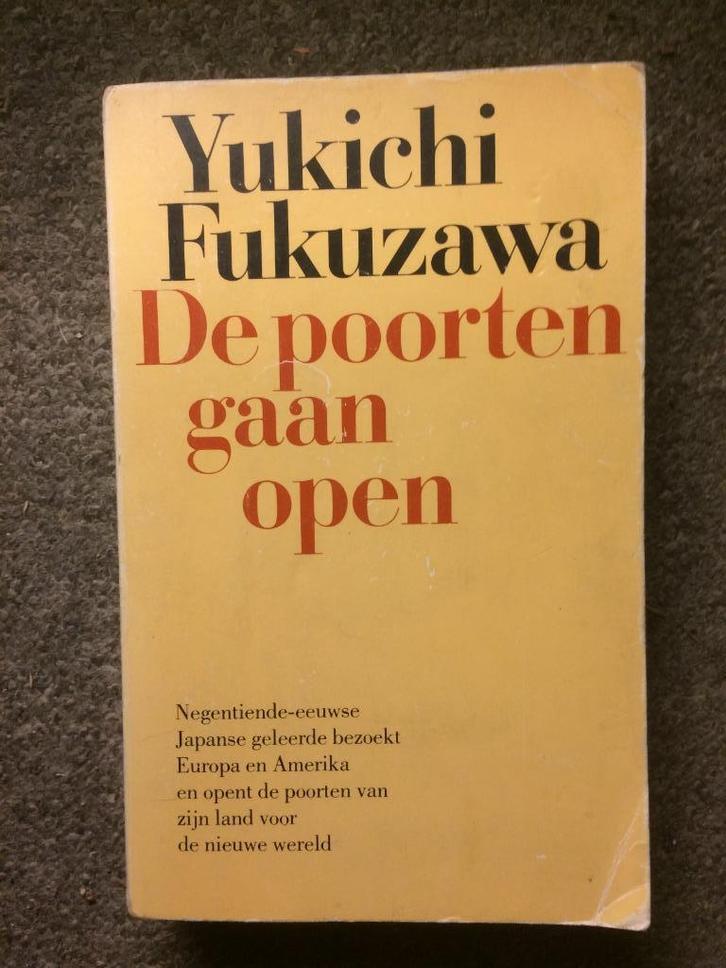 Yukichi
Fukuzawa
De poorten
gaan
open
Negentiende-eeuwse
Japanse geleerde bezoekt
Europa en Amerika
en opent de poorten van
zijn land voor
de nieuwe wereld